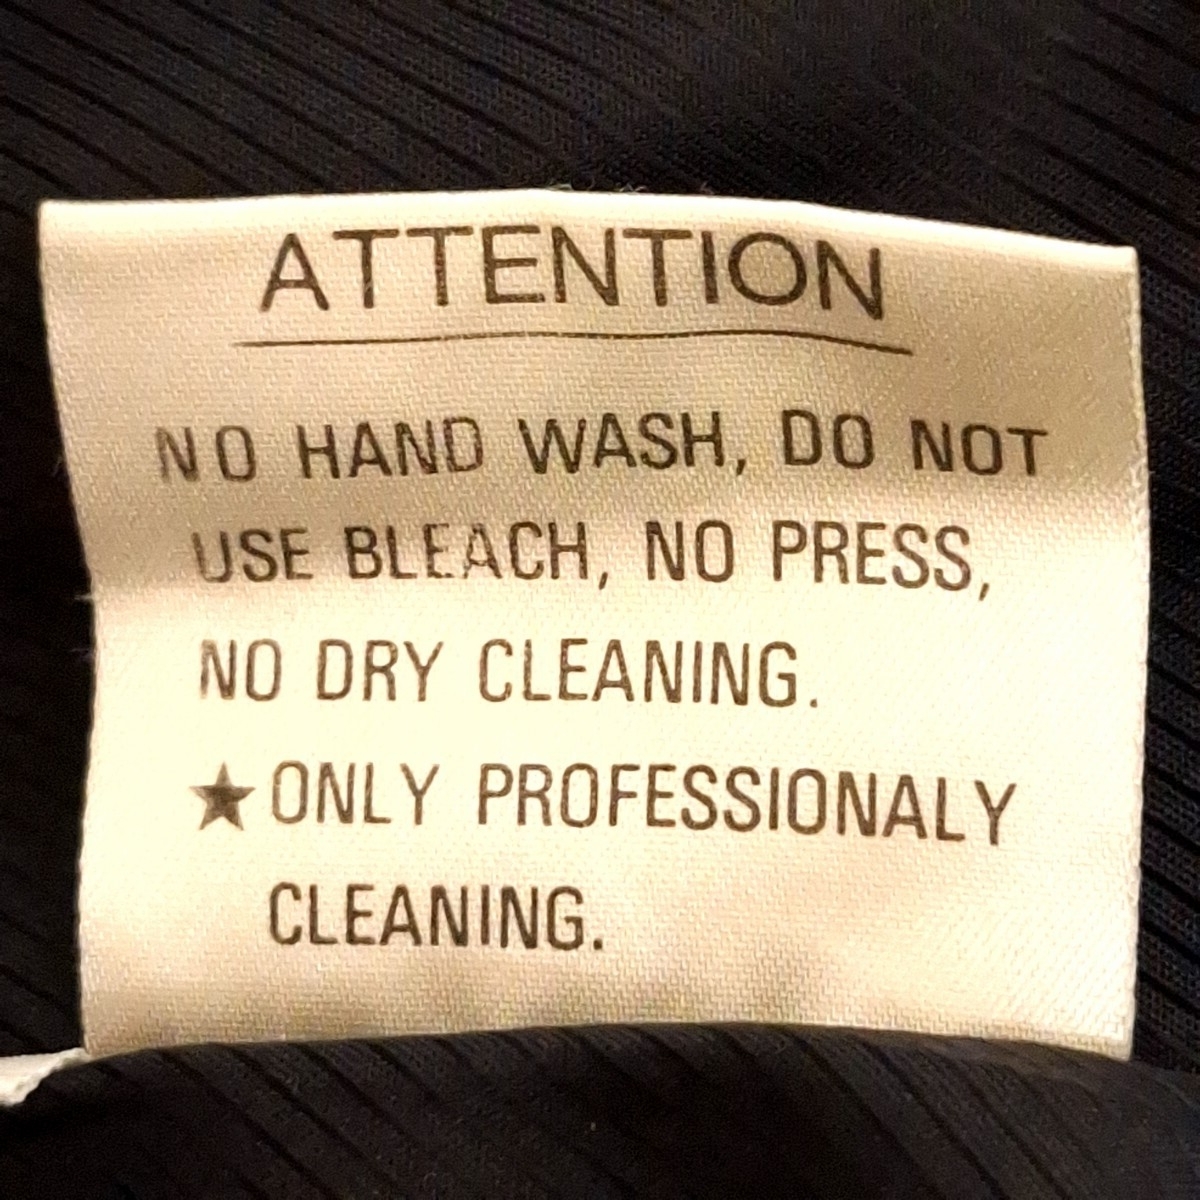 ATTENTION
NO HAND WASH, DO NOT
USE BLEACH, NO PRESS,
NO DRY CLEANING.
★ONLY PROFESSIONALY
CLEANING.